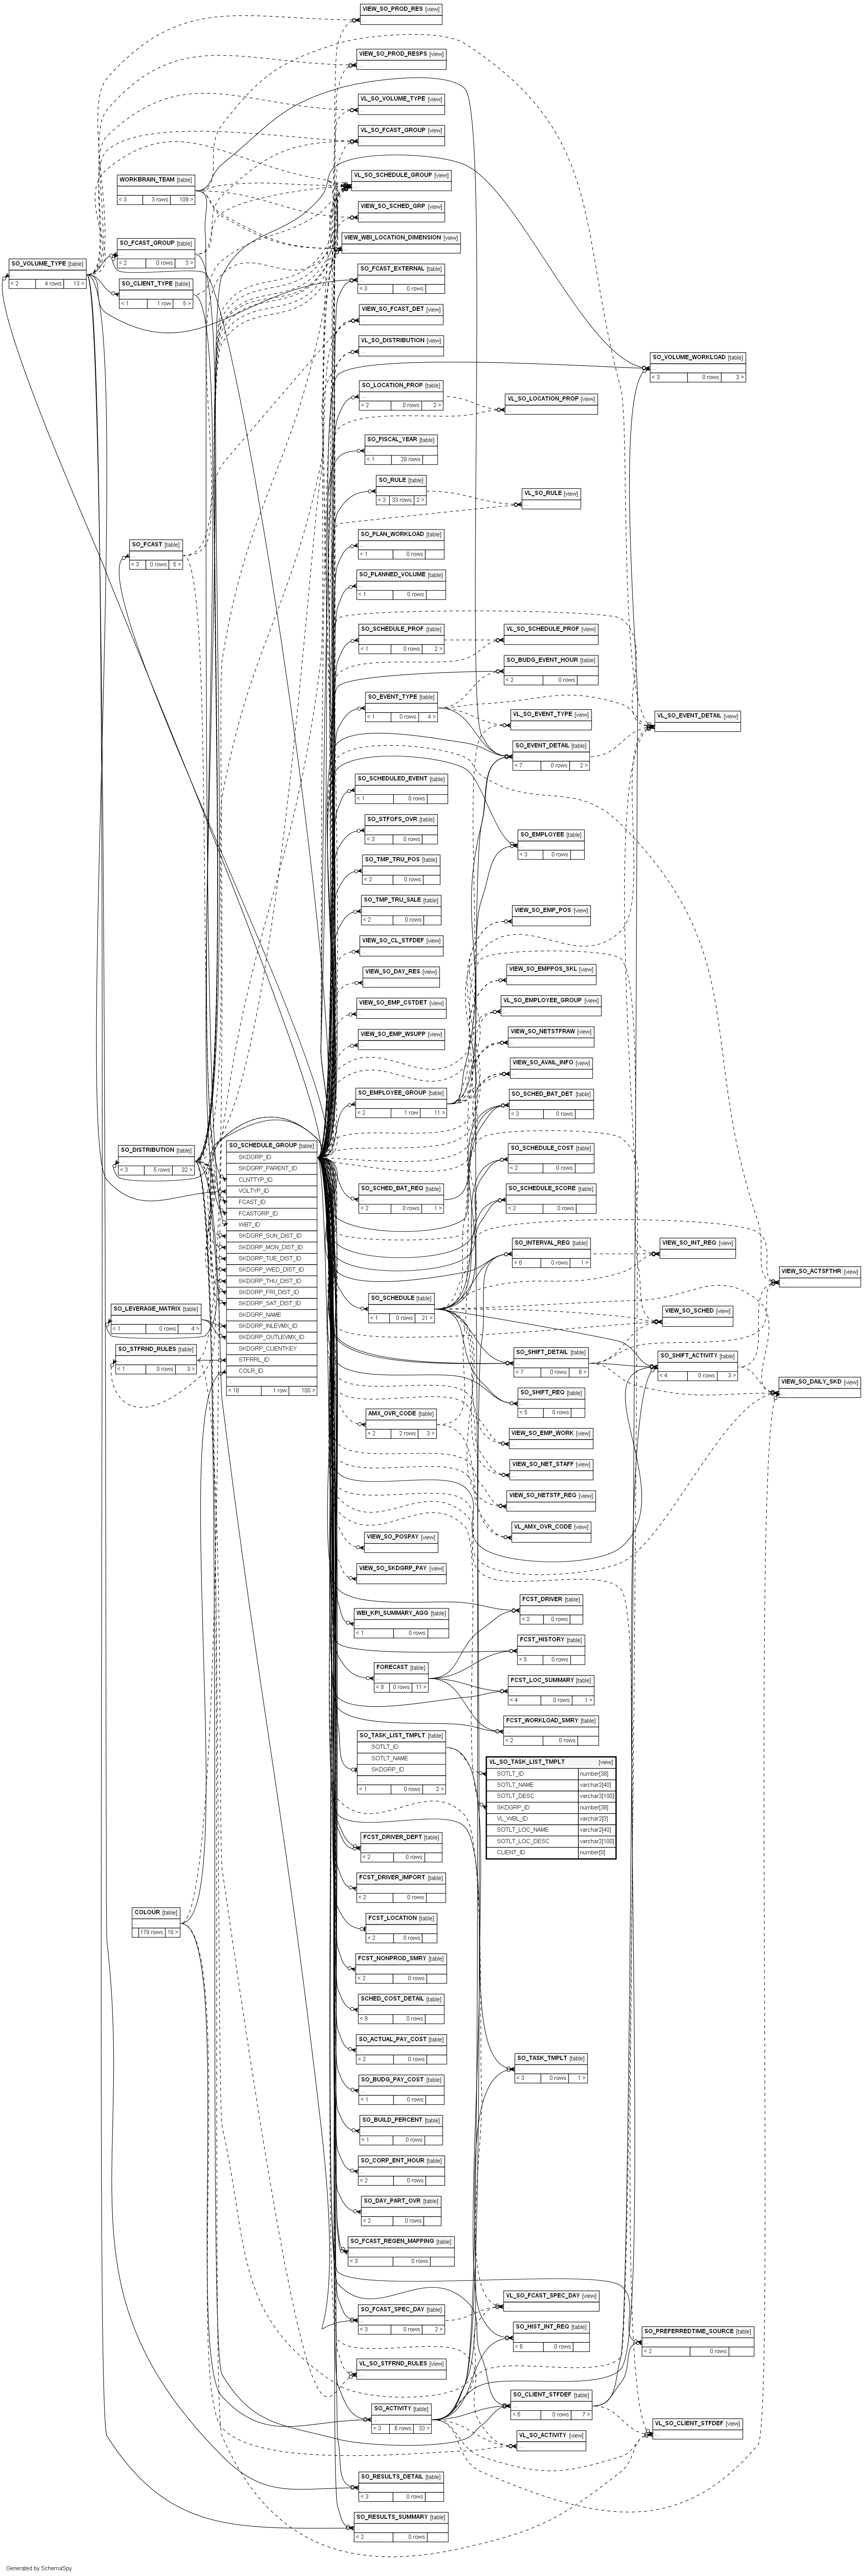 VIEW_SO_PROD_RES [view]
...
VIEW_SO_PROD_RESPS [view]
...
VL_SO_VOLUME_TYPE [view]
...
VL_SO_FCAST_GROUP [view]
...
WORKBRAIN_TEAM [table]
...
< 3 3 rows 109 >
VL_SO_SCHEDULE_GROUP [view]
...
VIEW_SO_SCHED_GRP [view]
...
VIEW_WBI_LOCATION_DIMENSION [view]
...
SO_FCAST_GROUP [table]
...
< 2 0 rows 3 >
SO_VOLUME_TYPE [table]
...
< 2 4 rows 13 >
SO_CLIENT_TYPE [table]
...
< 1 1 row 5 >
SO_FCAST_EXTERNAL [table]
...
< 3 0 rows
VIEW_SO_FCAST_DET [view]
...
VL_SO_DISTRIBUTION [view]
...
SO_VOLUME_WORKLOAD [table]
...
< 3 0 rows 3 >
SO_LOCATION_PROP [table]
...
< 2 0 rows 2 >
VL_SO_LOCATION_PROP [view]
...
SO_FISCAL_YEAR [table]
...
< 1 29 rows
SO_RULE [table]
...
< 3 33 rows 2 >
VL_SO_RULE [view]
...
SO_PLAN_WORKLOAD [table]
...
< 1 0 rows
SO_FCAST [table]
...
< 3 0 rows 5 >
SO_PLANNED_VOLUME [table]
...
< 1 0 rows
SO_SCHEDULE_PROF [table]
...
< 1 0 rows 2 >
VL_SO_SCHEDULE_PROF [view]
...
SO_BUDG_EVENT_HOUR [table]
...
< 2 0 rows
SO_EVENT_TYPE [table]
...
< 1 0 rows 4 >
VL_SO_EVENT_TYPE [view]
...
VL_SO_EVENT_DETAIL [view]
...
SO_EVENT_DETAIL [table]
...
< 7 0 rows 2 >
SO_SCHEDULED_EVENT [table]
...
< 1 0 rows
SO_STFOFS_OVR [table]
...
< 3 0 rows
SO_EMPLOYEE [table]
...
< 3 0 rows
SO_TMP_TRU_POS [table]
...
< 2 0 rows
SO_TMP_TRU_SALE [table]
...
< 2 0 rows
VIEW_SO_EMP_POS [view]
...
VIEW_SO_CL_STFDEF [view]
...
VIEW_SO_DAY_RES [view]
...
VIEW_SO_EMPPOS_SKL [view]
...
VIEW_SO_EMP_CSTDET [view]
...
VL_SO_EMPLOYEE_GROUP [view]
...
VIEW_SO_EMP_WSUPP [view]
...
VIEW_SO_NETSTFRAW [view]
...
VIEW_SO_AVAIL_INFO [view]
...
SO_EMPLOYEE_GROUP [table]
...
< 2 1 row 11 >
SO_SCHED_BAT_DET [table]
...
< 3 0 rows
SO_DISTRIBUTION [table]
...
< 3 5 rows 32 >
SO_SCHEDULE_GROUP [table]
SKDGRP_ID
SKDGRP_PARENT_ID
CLNTTYP_ID
VOLTYP_ID
FCAST_ID
FCASTGRP_ID
WBT_ID
SKDGRP_SUN_DIST_ID
SKDGRP_MON_DIST_ID
SKDGRP_TUE_DIST_ID
SKDGRP_WED_DIST_ID
SKDGRP_THU_DIST_ID
SKDGRP_FRI_DIST_ID
SKDGRP_SAT_DIST_ID
SKDGRP_NAME
SKDGRP_INLEVMX_ID
SKDGRP_OUTLEVMX_ID
SKDGRP_CLIENTKEY
STFRRL_ID
COLR_ID
...
< 16 1 row 100 >
SO_SCHEDULE_COST [table]
...
< 2 0 rows
SO_SCHED_BAT_REQ [table]
...
< 2 0 rows 1 >
SO_SCHEDULE_SCORE [table]
...
< 2 0 rows
SO_INTERVAL_REQ [table]
...
< 6 0 rows 1 >
VIEW_SO_INT_REQ [view]
...
VIEW_SO_ACTSFTHR [view]
...
SO_SCHEDULE [table]
...
< 1 0 rows 21 >
VIEW_SO_SCHED [view]
...
SO_LEVERAGE_MATRIX [table]
...
< 1 0 rows 4 >
SO_STFRND_RULES [table]
...
< 1 0 rows 3 >
SO_SHIFT_DETAIL [table]
...
< 7 0 rows 6 >
SO_SHIFT_ACTIVITY [table]
...
< 4 0 rows 3 >
VIEW_SO_DAILY_SKD [view]
...
SO_SHIFT_REQ [table]
...
< 5 0 rows
AMX_OVR_CODE [table]
...
< 2 2 rows 3 >
VIEW_SO_EMP_WORK [view]
...
VIEW_SO_NET_STAFF [view]
...
VIEW_SO_NETSTF_REQ [view]
...
VL_AMX_OVR_CODE [view]
...
VIEW_SO_POSPAY [view]
...
VIEW_SO_SKDGRP_PAY [view]
...
WBI_KPI_SUMMARY_AGG [table]
...
< 1 0 rows
FCST_DRIVER [table]
...
< 2 0 rows
FCST_HISTORY [table]
...
< 5 0 rows
FORECAST [table]
...
< 8 0 rows 11 >
FCST_LOC_SUMMARY [table]
...
< 4 0 rows 1 >
FCST_WORKLOAD_SMRY [table]
...
< 2 0 rows
SO_TASK_LIST_TMPLT [table]
SOTLT_ID
SOTLT_NAME
SKDGRP_ID
...
< 1 0 rows 2 >
VL_SO_TASK_LIST_TMPLT [view]
SOTLT_ID number[38]
SOTLT_NAME varchar2[40]
SOTLT_DESC varchar2[100]
SKDGRP_ID number[38]
VL_WBL_ID varchar2[0]
SOTLT_LOC_NAME varchar2[40]
SOTLT_LOC_DESC varchar2[100]
CLIENT_ID number[0]
FCST_DRIVER_DEPT [table]
...
< 2 0 rows
FCST_DRIVER_IMPORT [table]
...
< 2 0 rows
COLOUR [table]
...
179 rows 18 >
FCST_LOCATION [table]
...
< 2 0 rows
FCST_NONPROD_SMRY [table]
...
< 2 0 rows
SCHED_COST_DETAIL [table]
...
< 8 0 rows
SO_ACTUAL_PAY_COST [table]
...
< 2 0 rows
SO_TASK_TMPLT [table]
...
< 3 0 rows 1 >
SO_BUDG_PAY_COST [table]
...
< 1 0 rows
SO_BUILD_PERCENT [table]
...
< 1 0 rows
SO_CORP_ENT_HOUR [table]
...
< 2 0 rows
SO_DAY_PART_OVR [table]
...
< 2 0 rows
SO_FCAST_REGEN_MAPPING [table]
...
< 3 0 rows
VL_SO_FCAST_SPEC_DAY [view]
...
SO_FCAST_SPEC_DAY [table]
...
< 3 0 rows 2 >
SO_HIST_INT_REQ [table]
...
< 6 0 rows
SO_PREFERREDTIME_SOURCE [table]
...
< 2 0 rows
VL_SO_STFRND_RULES [view]
...
SO_CLIENT_STFDEF [table]
...
< 6 0 rows 7 >
SO_ACTIVITY [table]
...
< 3 6 rows 33 >
VL_SO_CLIENT_STFDEF [view]
...
VL_SO_ACTIVITY [view]
...
SO_RESULTS_DETAIL [table]
...
< 3 0 rows
SO_RESULTS_SUMMARY [table]
...
< 2 0 rows
Generated by SchemaSpy